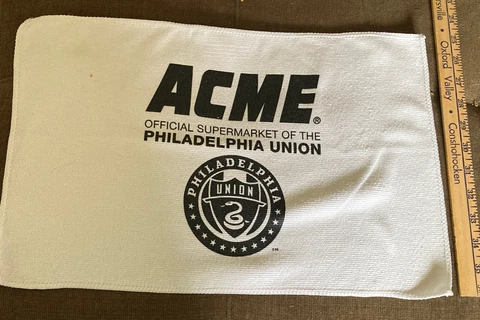 ACME®
OFFICIAL SUPERMARKET OF THE
PHILADELPHIA UNION
PHILADELPHIA
UNION
Oxford Valley • Conshohocken